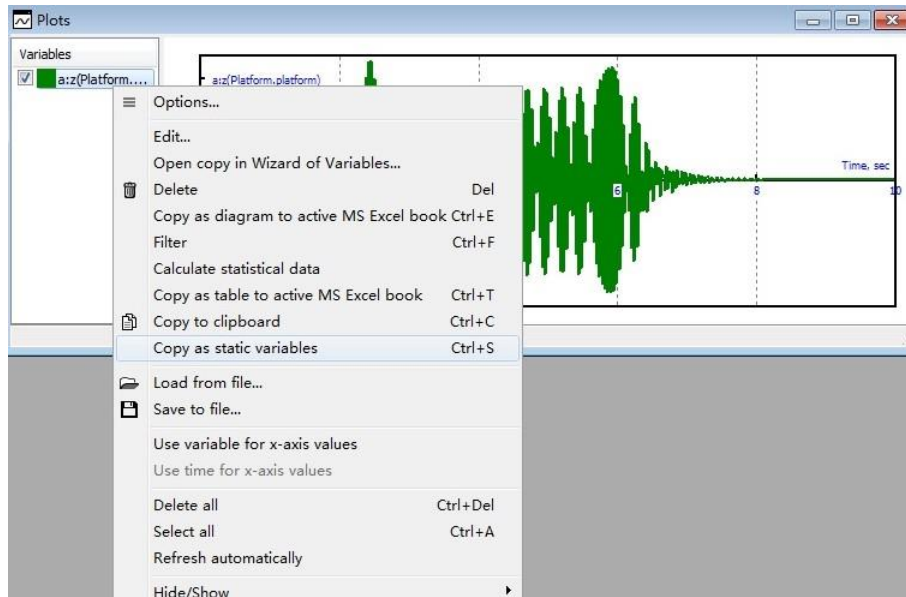 Plots
Variables
a:z(Platform....
a:z(Platform.platform)
Time, sec
6
8
10
Options...
Edit...
Open copy in Wizard of Variables...
Delete Del
Copy as diagram to active MS Excel book Ctrl+E
Filter Ctrl+F
Calculate statistical data
Copy as table to active MS Excel book Ctrl+T
Copy to clipboard Ctrl+C
Copy as static variables Ctrl+S
Load from file...
Save to file...
Use variable for x-axis values
Use time for x-axis values
Delete all Ctrl+Del
Select all Ctrl+A
Refresh automatically
Hide/Show